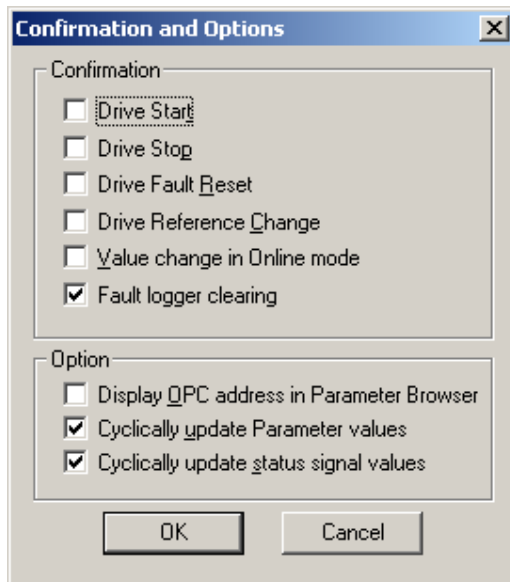 Confirmation and Options
Confirmation
Drive Start
Drive Stop
Drive Fault Reset
Drive Reference Change
Value change in Online mode
Fault logger clearing
Option
Display OPC address in Parameter Browser
Cyclically update Parameter values
Cyclically update status signal values
OK
Cancel